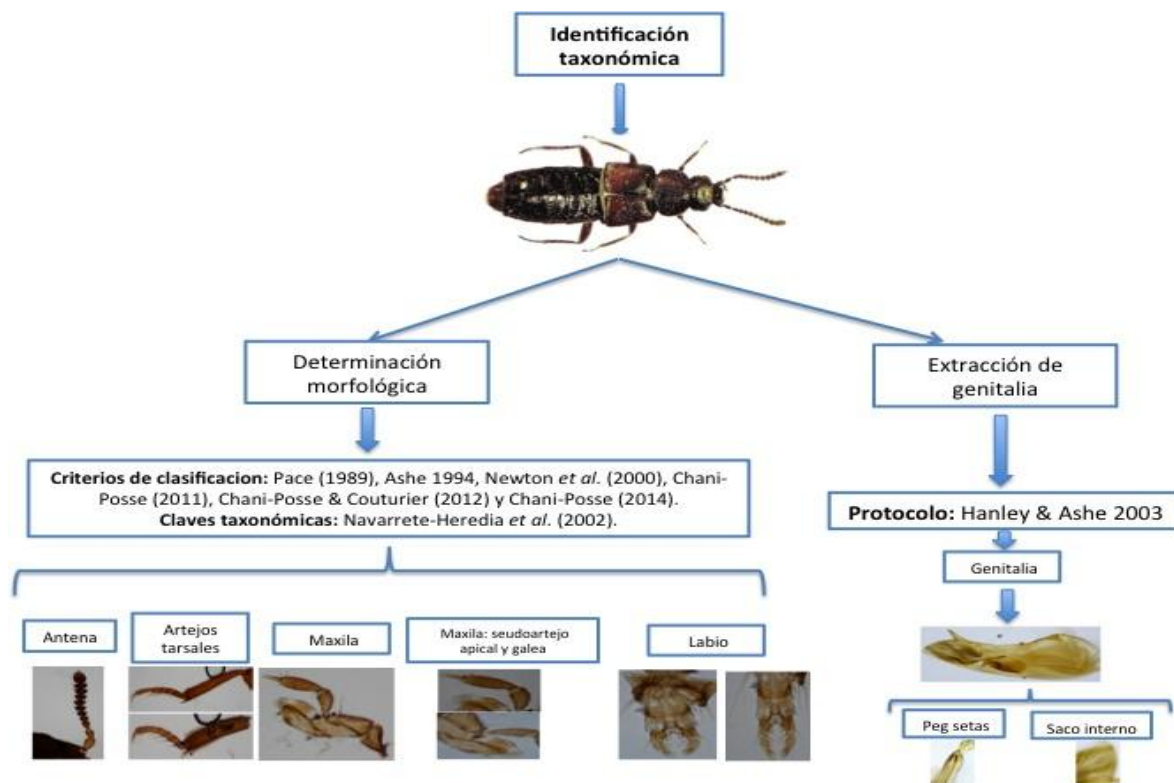 Identificación
taxonómica
Determinación
morfológica
Extracción de
genitalia
Criterios de clasificacion: Pace (1989), Ashe 1994, Newton et al. (2000), Chani-
Posse (2011), Chani-Posse & Couturier (2012) y Chani-Posse (2014).
Claves taxonómicas: Navarrete-Heredia et al. (2002).
Protocolo: Hanley & Ashe 2003
Genitalia
Antena
Artejos
tarsales
Maxila
Maxila: seudoartejo
apical y galea
Labio
Peg setas
Saco interno